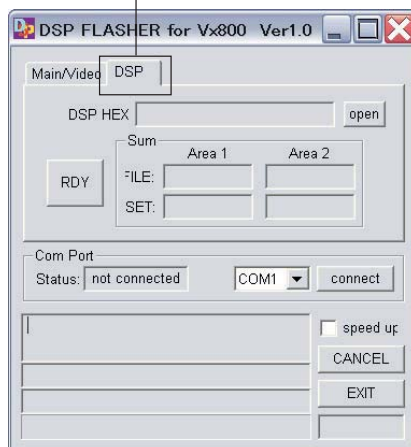 DSP FLASHER for Vx800 Ver1.0
Main/Video DSP
DSP HEX open
Sum
Area 1 Area 2
RDY
FILE:
SET:
Com Port
Status: not connected COM1 connect
speed up
CANCEL
EXIT